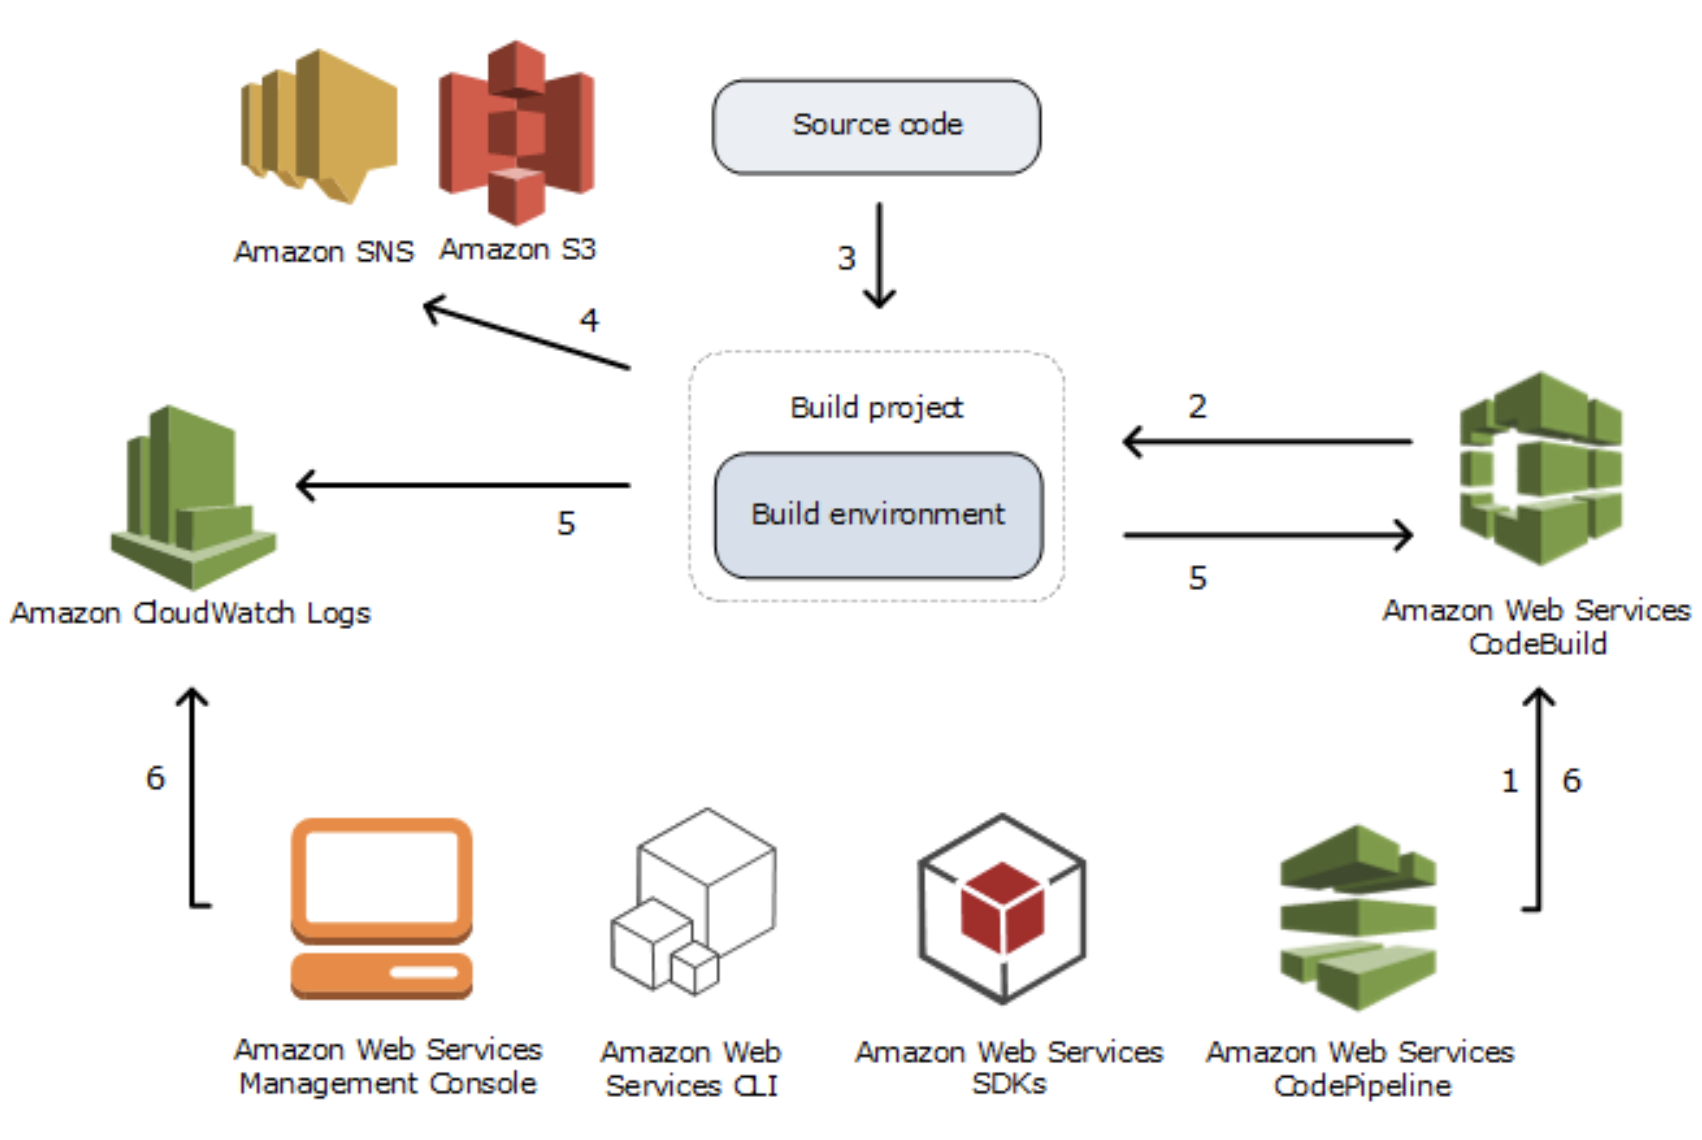 Source code
Amazon SNS
Amazon S3
3
4
Build project
2
Build environment
5
5
Amazon CloudWatch Logs
Amazon Web Services
CodeBuild
6
1
6
Amazon Web Services
Management Console
Amazon Web
Services CLI
Amazon Web Services
SDKs
Amazon Web Services
CodePipeline